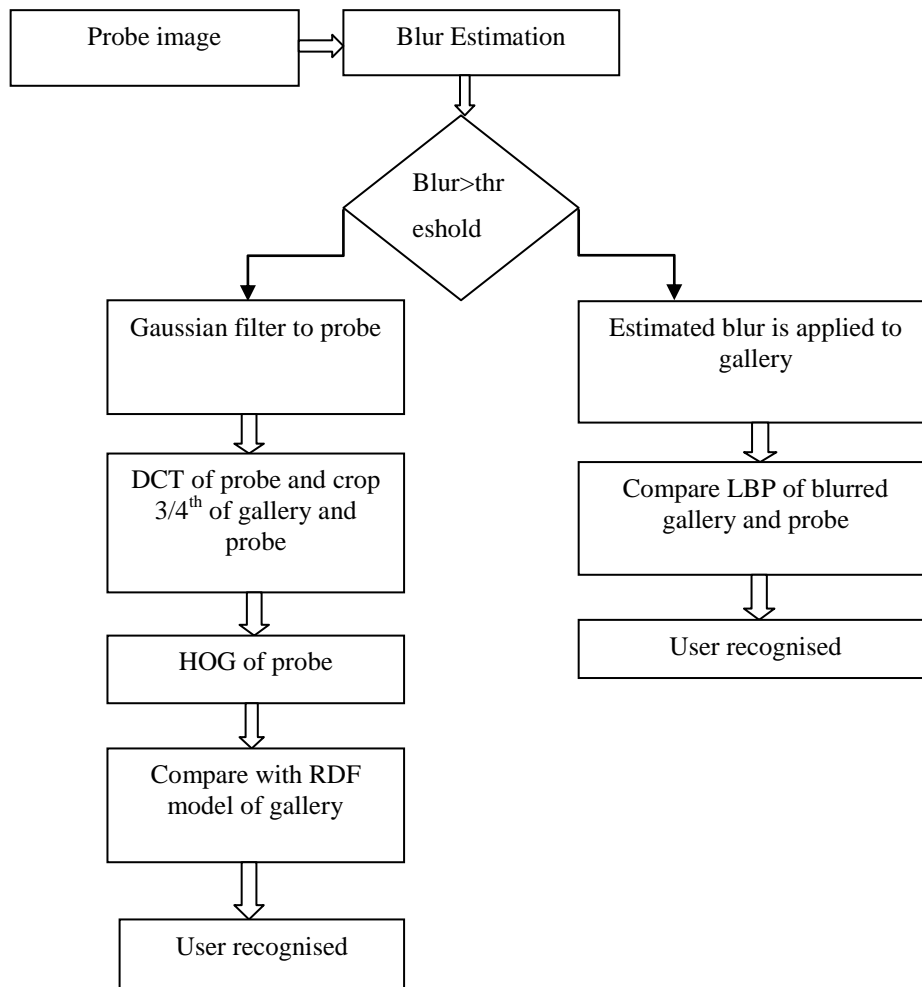 Probe image
Blur Estimation
Blur>thr
eshold
Gaussian filter to probe
DCT of probe and crop
3/4th of gallery and
probe
HOG of probe
Compare with RDF
model of gallery
User recognised
Estimated blur is applied to
gallery
Compare LBP of blurred
gallery and probe
User recognised